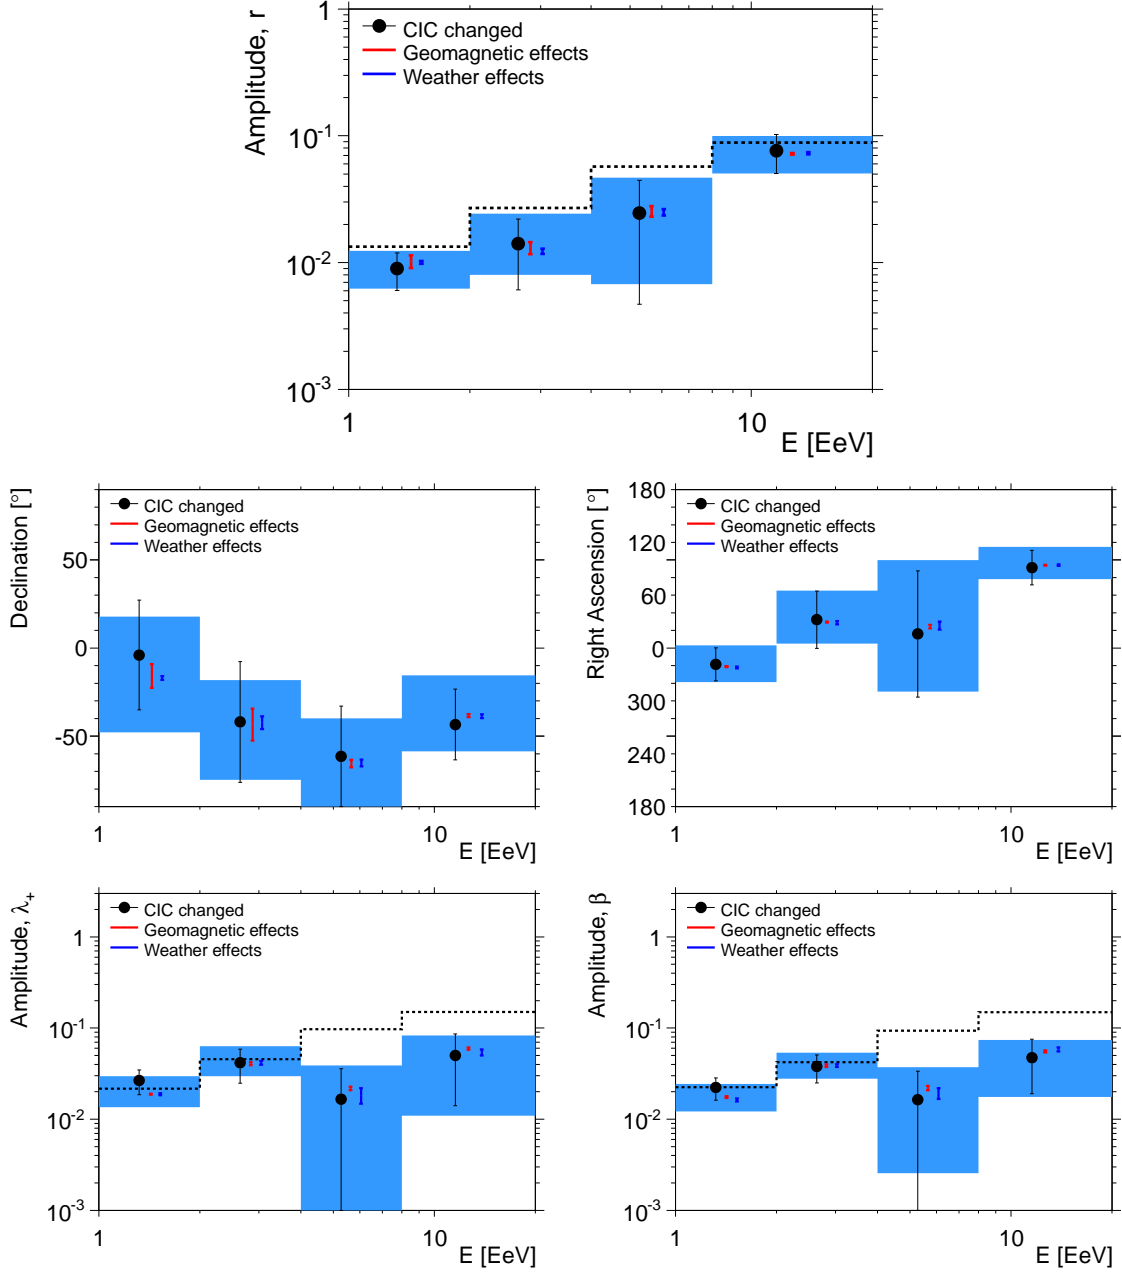 Amplitude, r
1
10⁻¹
10⁻²
10⁻³
CIC changed
Geomagnetic effects
Weather effects
1
10
E [EeV]
Declination [°]
50
0
-50
CIC changed
Geomagnetic effects
Weather effects
1
10
E [EeV]
Right Ascension [°]
180
120
60
0
300
240
180
CIC changed
Geomagnetic effects
Weather effects
1
10
E [EeV]
Amplitude, λ₊
1
10⁻¹
10⁻²
10⁻³
CIC changed
Geomagnetic effects
Weather effects
1
10
E [EeV]
Amplitude, β
1
10⁻¹
10⁻²
10⁻³
CIC changed
Geomagnetic effects
Weather effects
1
10
E [EeV]